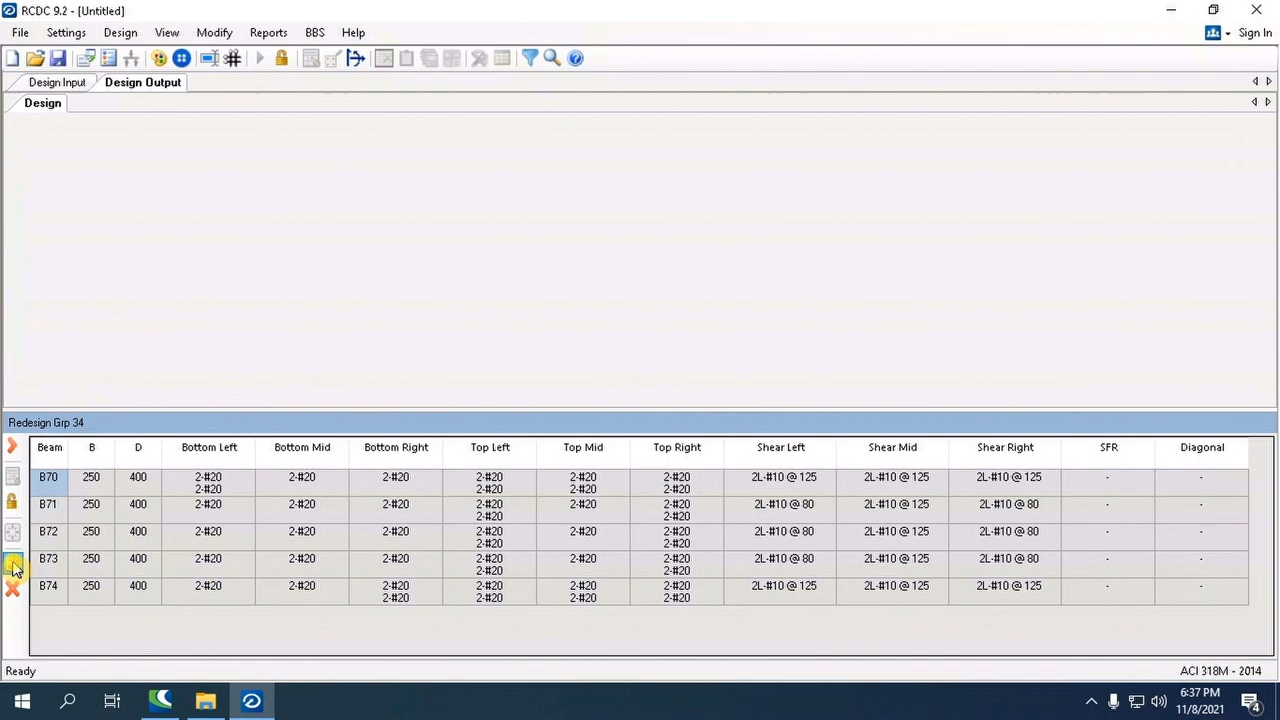 RCDC 9.2 - [Untitled]
File Settings Design View Modify Reports BBS Help Sign In
Design Input Design Output
Design
Redesign Grp 34
Beam B D Bottom Left Bottom Mid Bottom Right Top Left Top Mid Top Right Shear Left Shear Mid Shear Right SFR Diagonal
B70 250 400 2-#20 2-#20 2-#20 2-#20 2-#20 2-#20 2L-#10 @ 125 2L-#10 @ 125 2L-#10 @ 125 - -
2-#20 2-#20 2-#20 2-#20
B71 250 400 2-#20 2-#20 2-#20 2-#20 2-#20 2-#20 2L-#10 @ 80 2L-#10 @ 125 2L-#10 @ 80 - -
2-#20 2-#20
B72 250 400 2-#20 2-#20 2-#20 2-#20 2-#20 2-#20 2L-#10 @ 80 2L-#10 @ 125 2L-#10 @ 80 - -
2-#20 2-#20
B73 250 400 2-#20 2-#20 2-#20 2-#20 2-#20 2-#20 2L-#10 @ 80 2L-#10 @ 125 2L-#10 @ 80 - -
2-#20 2-#20
B74 250 400 2-#20 2-#20 2-#20 2-#20 2-#20 2-#20 2L-#10 @ 125 2L-#10 @ 125 2L-#10 @ 125 - -
2-#20 2-#20 2-#20 2-#20
Ready ACI 318M - 2014
6:37 PM
11/8/2021
4